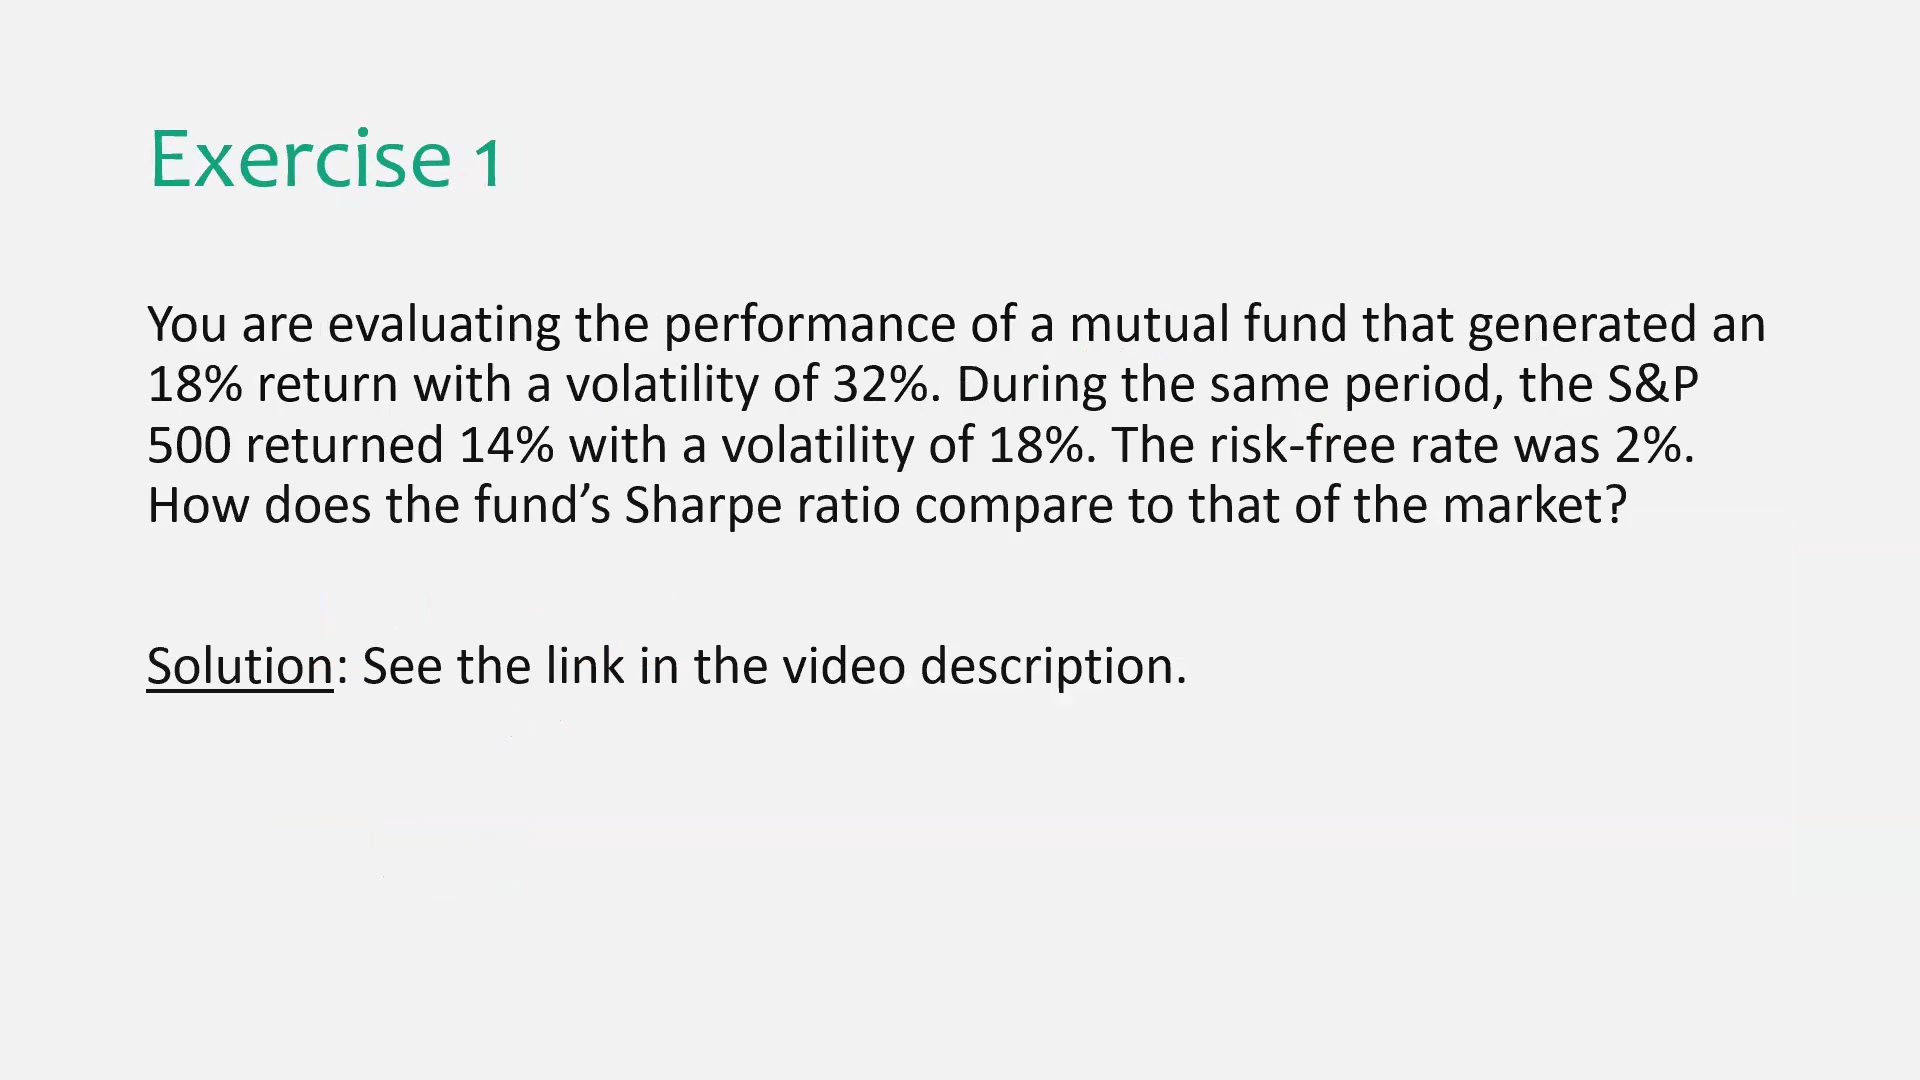 Exercise 1
You are evaluating the performance of a mutual fund that generated an
18% return with a volatility of 32%. During the same period, the S&P
500 returned 14% with a volatility of 18%. The risk-free rate was 2%.
How does the fund’s Sharpe ratio compare to that of the market?
Solution: See the link in the video description.